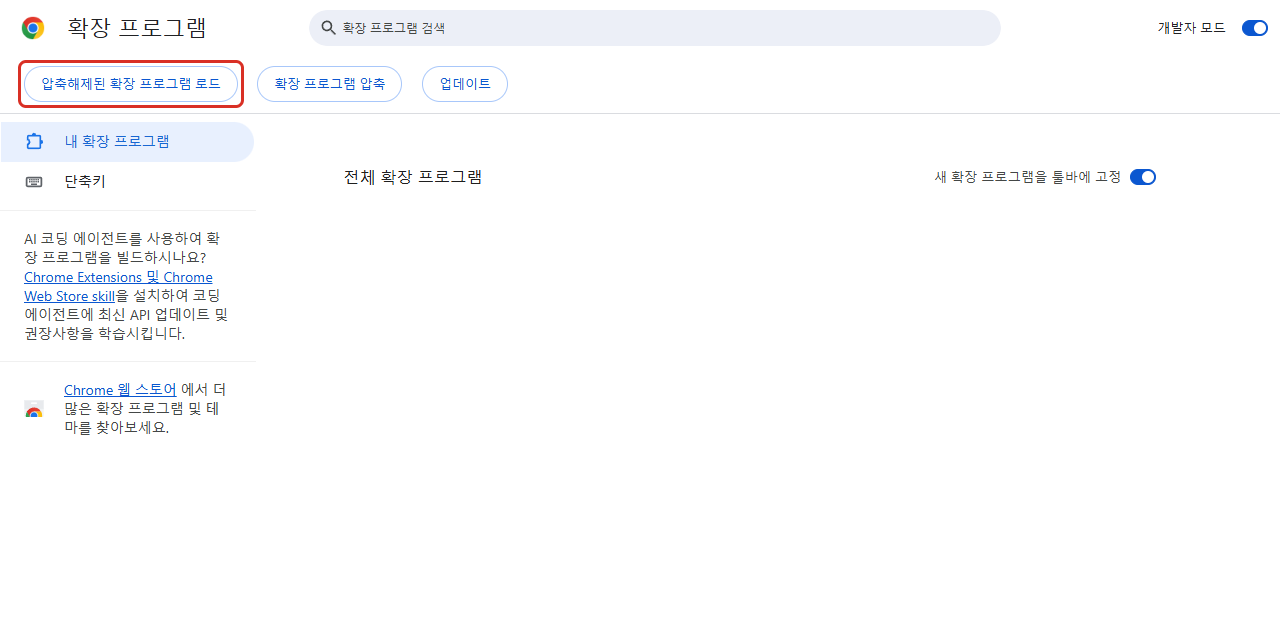 확장 프로그램
확장 프로그램 검색
개발자 모드
압축해제된 확장 프로그램 로드
확장 프로그램 압축
업데이트
내 확장 프로그램
단축키
AI 코딩 에이전트를 사용하여 확
장 프로그램을 빌드하시나요?
Chrome Extensions 및 Chrome
Web Store skill을 설치하여 코딩
에이전트에 최신 API 업데이트 및
권장사항을 학습시킵니다.
Chrome 웹 스토어 에서 더
많은 확장 프로그램 및 테
마를 찾아보세요.
전체 확장 프로그램
새 확장 프로그램을 툴바에 고정